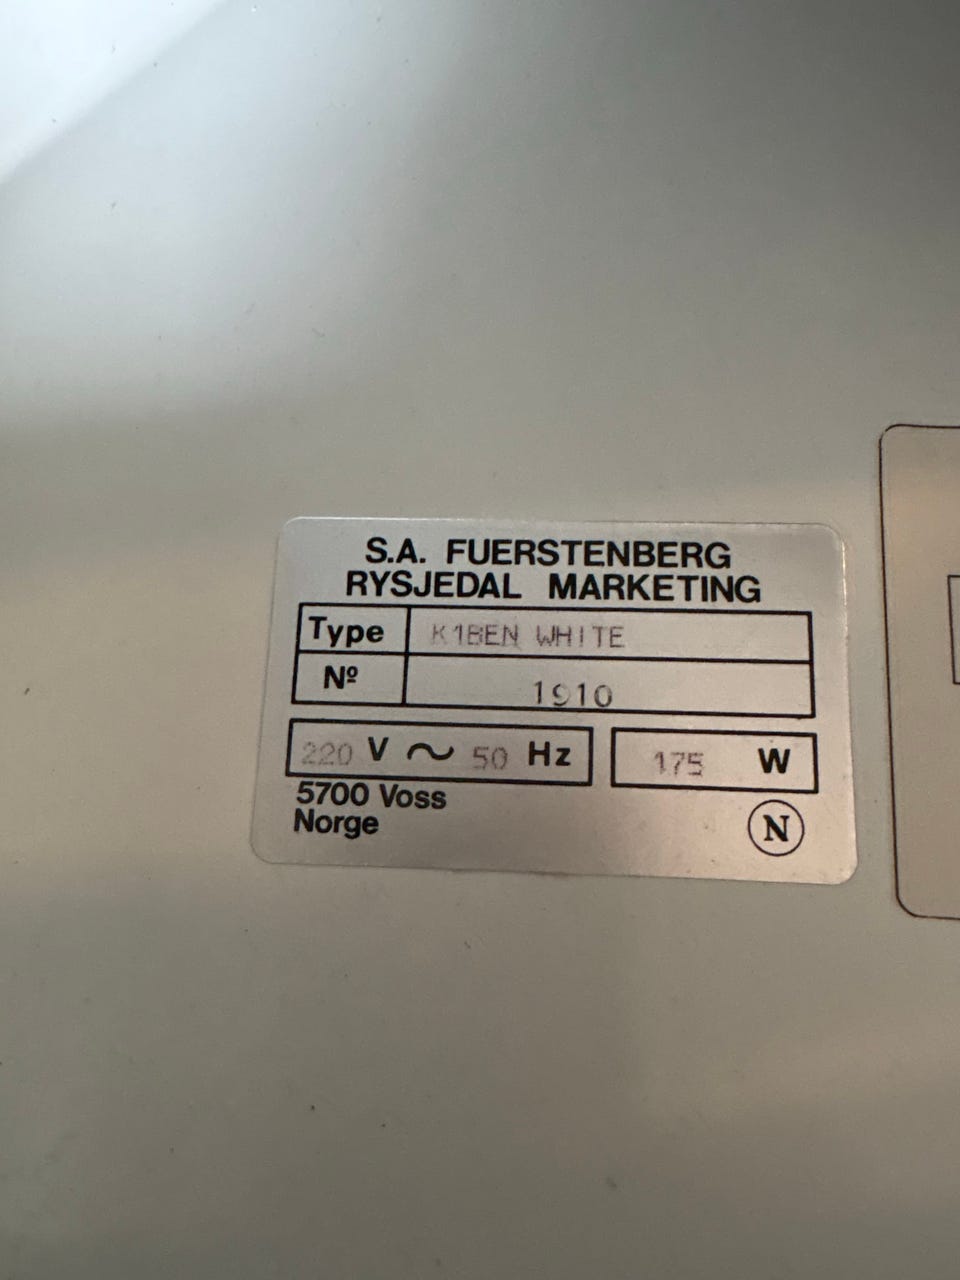 S.A. FUERSTENBERG
RYSJEDAL MARKETING
Type K1BEN WHITE
Nº 1910
220 V ~ 50 Hz 175 W
5700 Voss
Norge
N